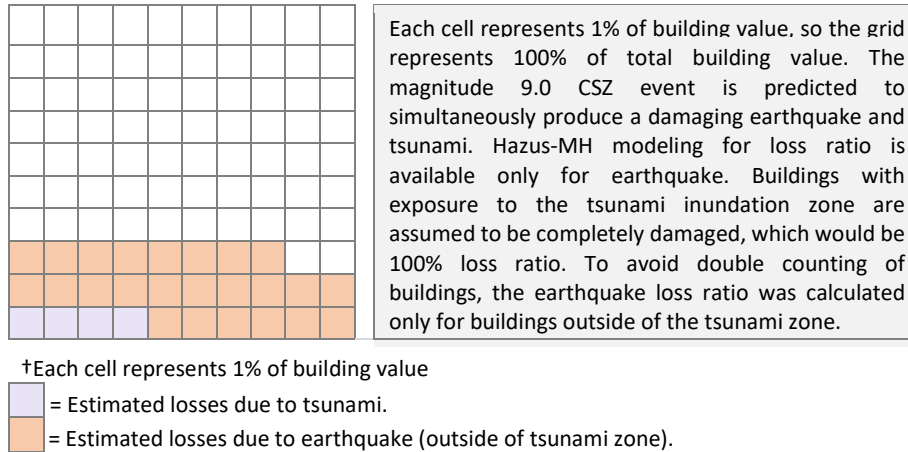 Each cell represents 1% of building value, so the grid
represents 100% of total building value. The
magnitude 9.0 CSZ event is predicted to
simultaneously produce a damaging earthquake and
tsunami. Hazus-MH modeling for loss ratio is
available only for earthquake. Buildings with
exposure to the tsunami inundation zone are
assumed to be completely damaged, which would be
100% loss ratio. To avoid double counting of
buildings, the earthquake loss ratio was calculated
only for buildings outside of the tsunami zone.
†Each cell represents 1% of building value
= Estimated losses due to tsunami.
= Estimated losses due to earthquake (outside of tsunami zone).